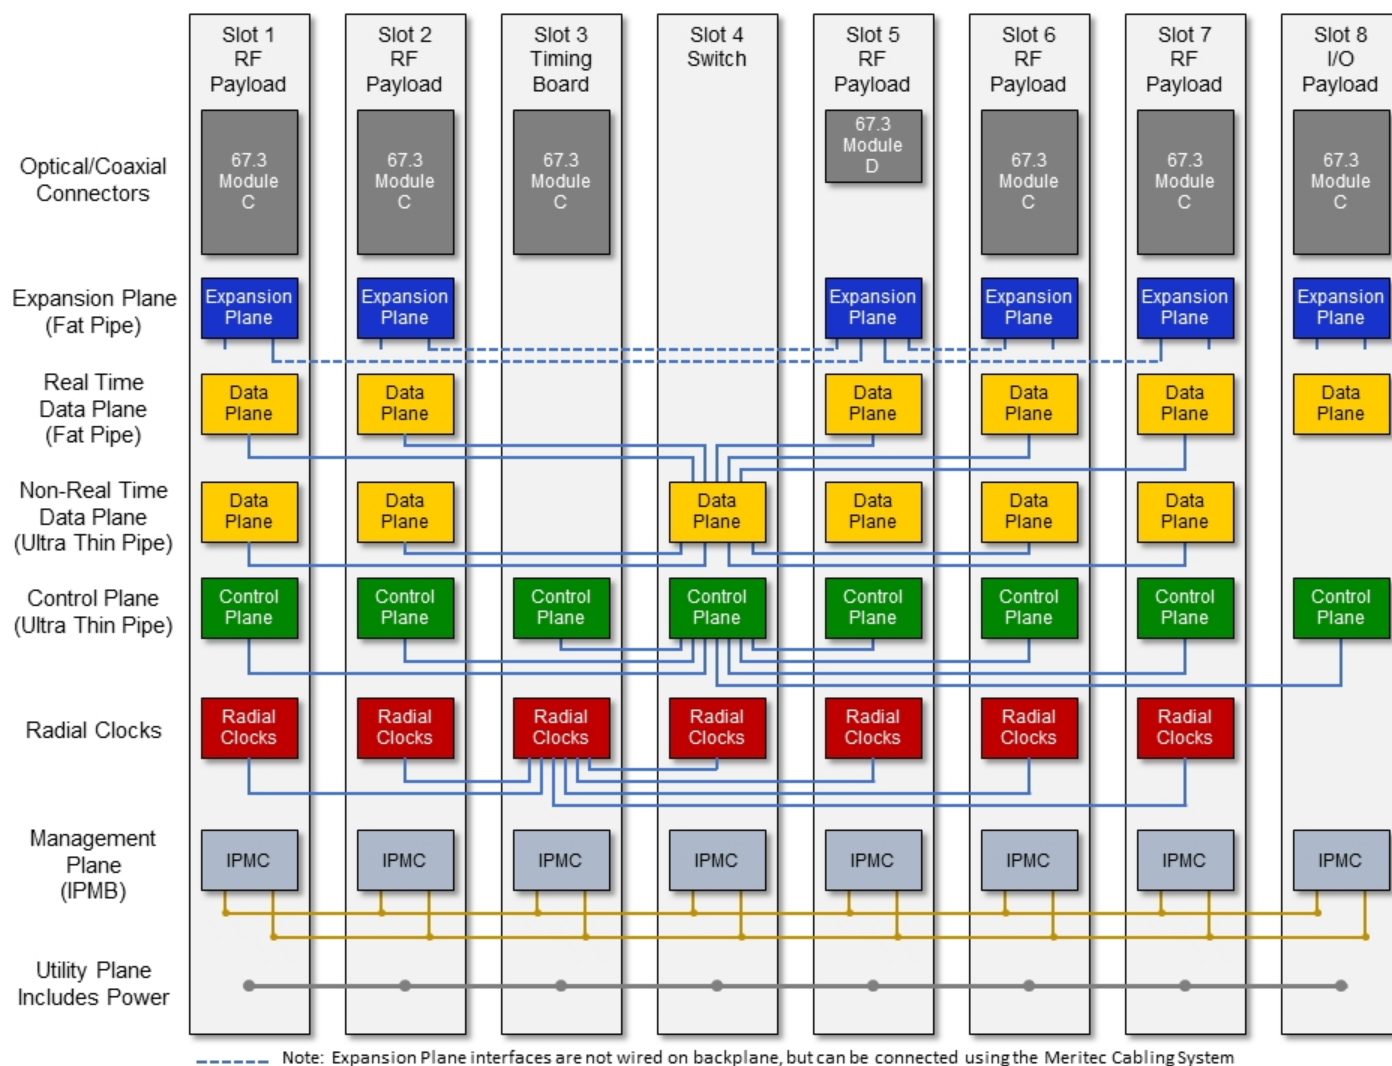 Slot 1
RF
Payload
Slot 2
RF
Payload
Slot 3
Timing
Board
Slot 4
Switch
Slot 5
RF
Payload
Slot 6
RF
Payload
Slot 7
RF
Payload
Slot 8
I/O
Payload
Optical/Coaxial
Connectors
67.3
Module
C
67.3
Module
C
67.3
Module
C
67.3
Module
D
67.3
Module
C
67.3
Module
C
67.3
Module
C
Expansion Plane
(Fat Pipe)
Expansion
Plane
Expansion
Plane
Expansion
Plane
Expansion
Plane
Expansion
Plane
Expansion
Plane
Real Time
Data Plane
(Fat Pipe)
Data
Plane
Data
Plane
Data
Plane
Data
Plane
Data
Plane
Data
Plane
Non-Real Time
Data Plane
(Ultra Thin Pipe)
Data
Plane
Data
Plane
Data
Plane
Data
Plane
Data
Plane
Data
Plane
Control Plane
(Ultra Thin Pipe)
Control
Plane
Control
Plane
Control
Plane
Control
Plane
Control
Plane
Control
Plane
Control
Plane
Control
Plane
Radial Clocks
Radial
Clocks
Radial
Clocks
Radial
Clocks
Radial
Clocks
Radial
Clocks
Radial
Clocks
Radial
Clocks
Management
Plane
(IPMB)
IPMC
IPMC
IPMC
IPMC
IPMC
IPMC
IPMC
IPMC
Utility Plane
Includes Power
Note: Expansion Plane interfaces are not wired on backplane, but can be connected using the Meritec Cabling System